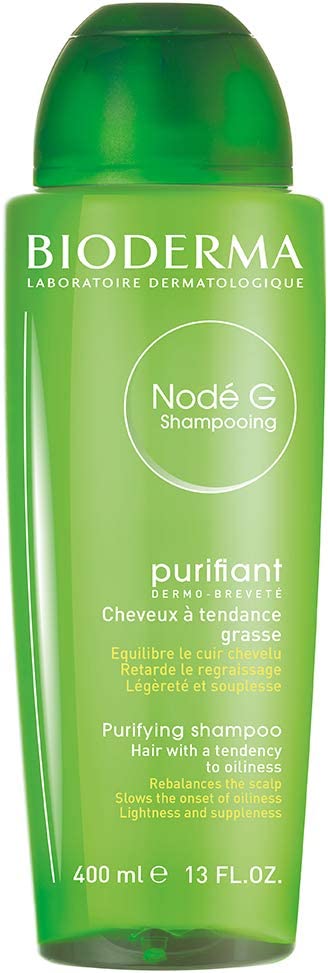 BIODERMA
LABORATOIRE DERMATOLOGIQUE
Nodé G
Shampooing
purifiant
DERMO-BREVETÉ
Cheveux à tendance
grasse
Equilibre le cuir chevelu
Retarde le regraissage
Légèreté et souplesse
Purifying shampoo
Hair with a tendency
to oiliness
Rebalances the scalp
Slows the onset of oiliness
Lightness and suppleness
400 ml ℮ 13 FL.OZ.